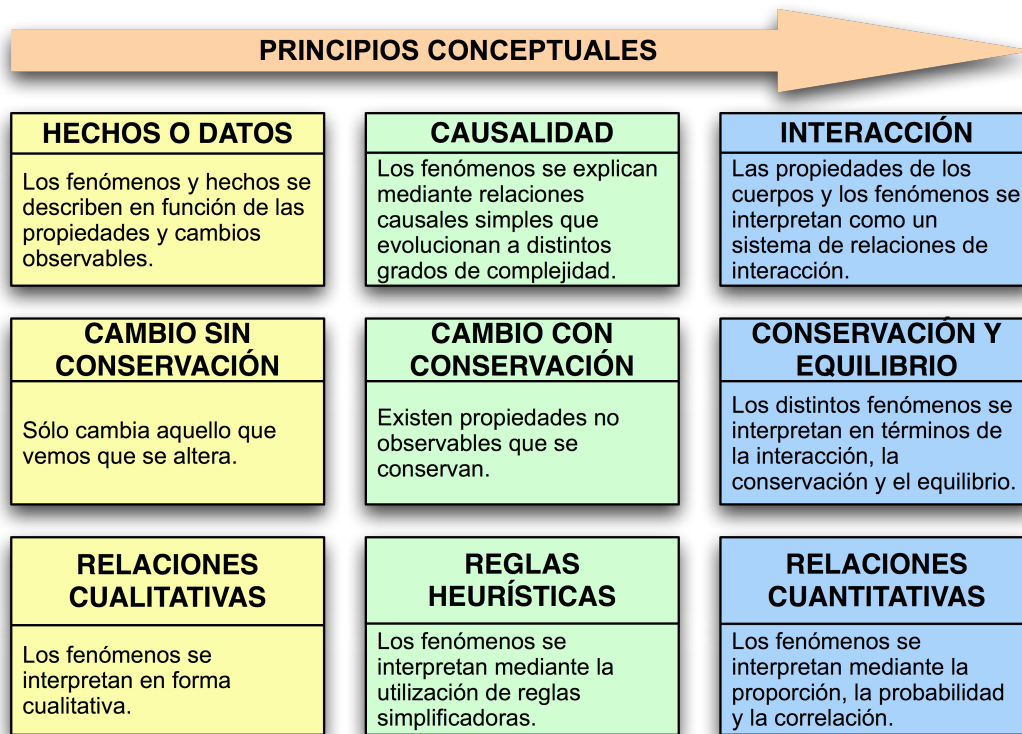 PRINCIPIOS CONCEPTUALES
HECHOS O DATOS
Los fenómenos y hechos se
describen en función de las
propiedades y cambios
observables.
CAUSALIDAD
Los fenómenos se explican
mediante relaciones
causales simples que
evolucionan a distintos
grados de complejidad.
INTERACCIÓN
Las propiedades de los
cuerpos y los fenómenos se
interpretan como un
sistema de relaciones de
interacción.
CAMBIO SIN
CONSERVACIÓN
Sólo cambia aquello que
vemos que se altera.
CAMBIO CON
CONSERVACIÓN
Existen propiedades no
observables que se
conservan.
CONSERVACIÓN Y
EQUILIBRIO
Los distintos fenómenos se
interpretan en términos de
la interacción, la
conservación y el equilibrio.
RELACIONES
CUALITATIVAS
Los fenómenos se
interpretan en forma
cualitativa.
REGLAS
HEURÍSTICAS
Los fenómenos se
interpretan mediante la
utilización de reglas
simplificadoras.
RELACIONES
CUANTITATIVAS
Los fenómenos se
interpretan mediante la
proporción, la probabilidad
y la correlación.